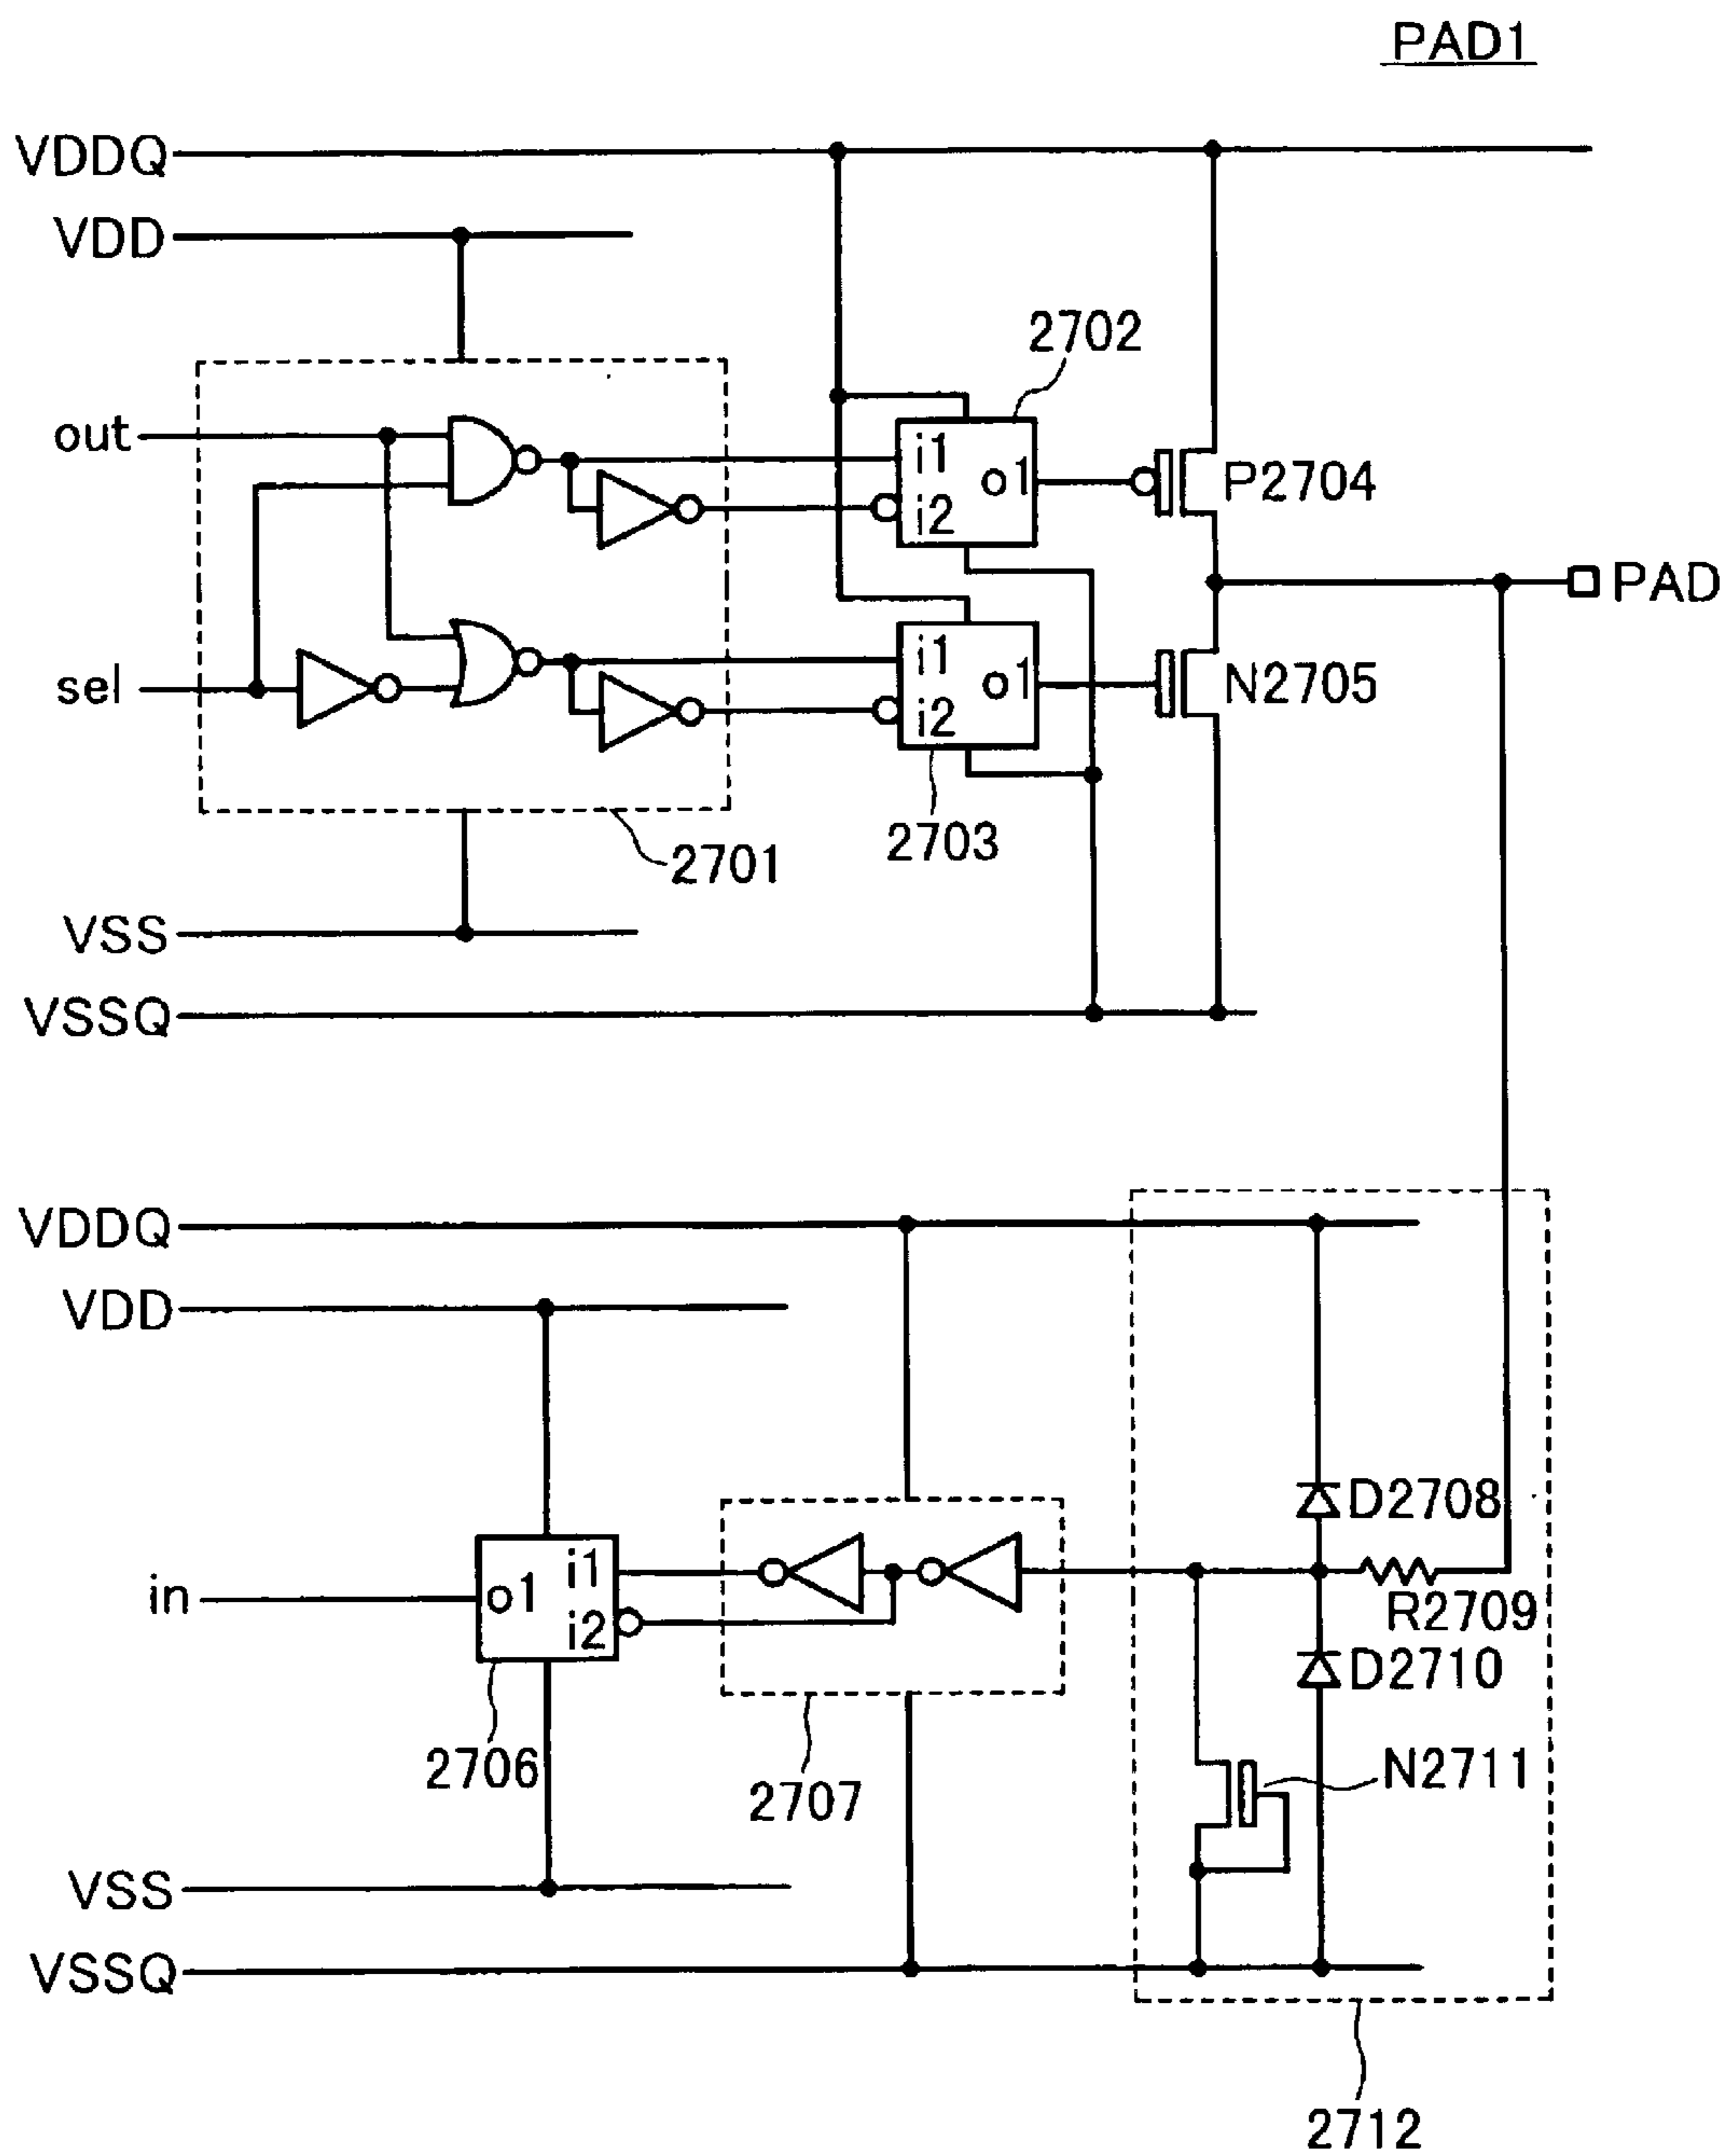 PAD1
VDDQ
VDD
2702
out
i1
i2
o1
P2704
PAD
sel
i1
i2
o1
N2705
2703
2701
VSS
VSSQ
VDDQ
VDD
D2708
in
o1
i1
i2
R2709
D2710
2706
2707
N2711
VSS
VSSQ
2712